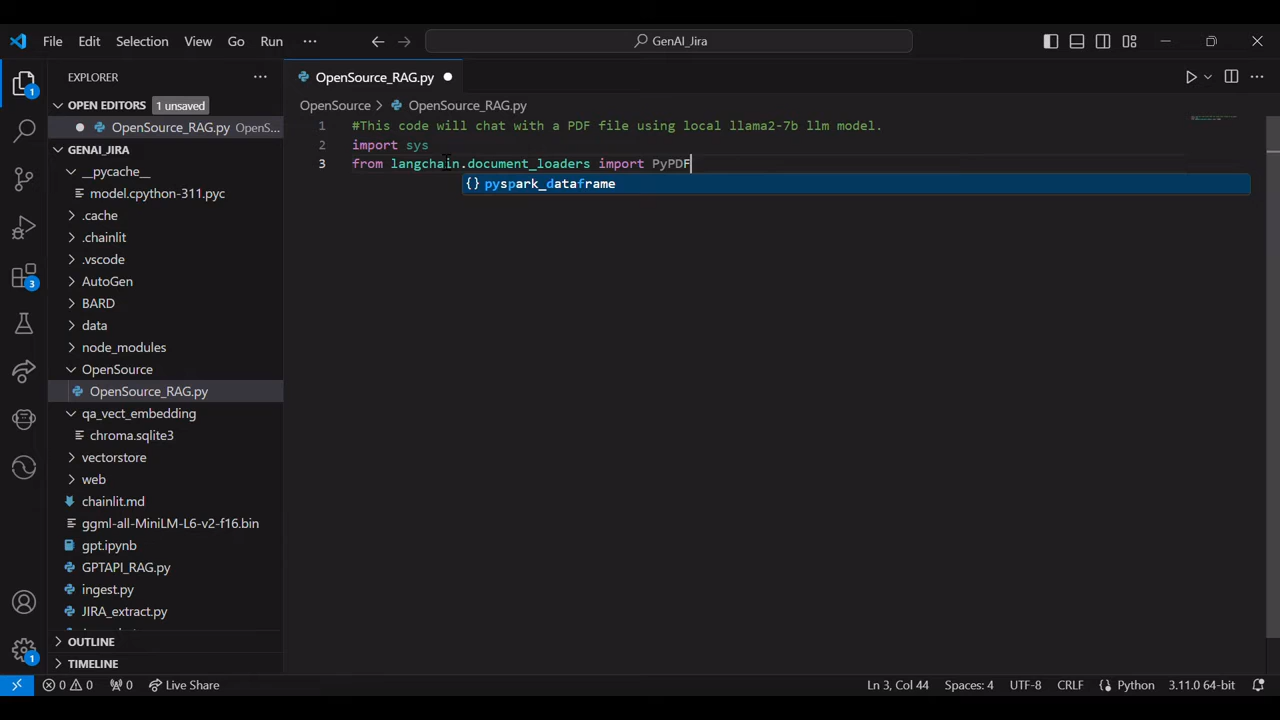 File Edit Selection View Go Run ··· GenAI_Jira
EXPLORER ···
OpenSource_RAG.py
OPEN EDITORS 1 unsaved
OpenSource_RAG.py OpenS...
GENAI_JIRA
__pycache__
model.cpython-311.pyc
.cache
.chainlit
.vscode
AutoGen
BARD
data
node_modules
OpenSource
OpenSource_RAG.py
qa_vect_embedding
chroma.sqlite3
vectorstore
web
chainlit.md
ggml-all-MiniLM-L6-v2-f16.bin
gpt.ipynb
GPTAPI_RAG.py
ingest.py
JIRA_extract.py
OUTLINE
TIMELINE
1
3
1
OpenSource > OpenSource_RAG.py
1 #This code will chat with a PDF file using local llama2-7b llm model.
2 import sys
3 from langchain.document_loaders import PyPDF
{} pyspark_dataframe
0 0 0 Live Share Ln 3, Col 44 Spaces: 4 UTF-8 CRLF Python 3.11.0 64-bit